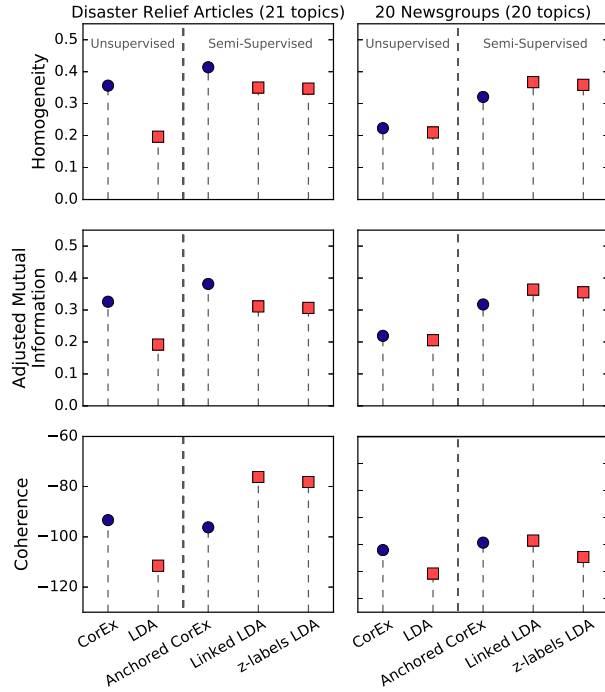 Disaster Relief Articles (21 topics)
20 Newsgroups (20 topics)
Unsupervised
Semi-Supervised
Unsupervised
Semi-Supervised
Homogeneity
0.5
0.4
0.3
0.2
0.1
0.0
Adjusted Mutual
Information
0.5
0.4
0.3
0.2
0.1
0.0
Coherence
−60
−80
−100
−120
CorEx
LDA
Anchored CorEx
Linked LDA
z-labels LDA
CorEx
LDA
Anchored CorEx
Linked LDA
z-labels LDA